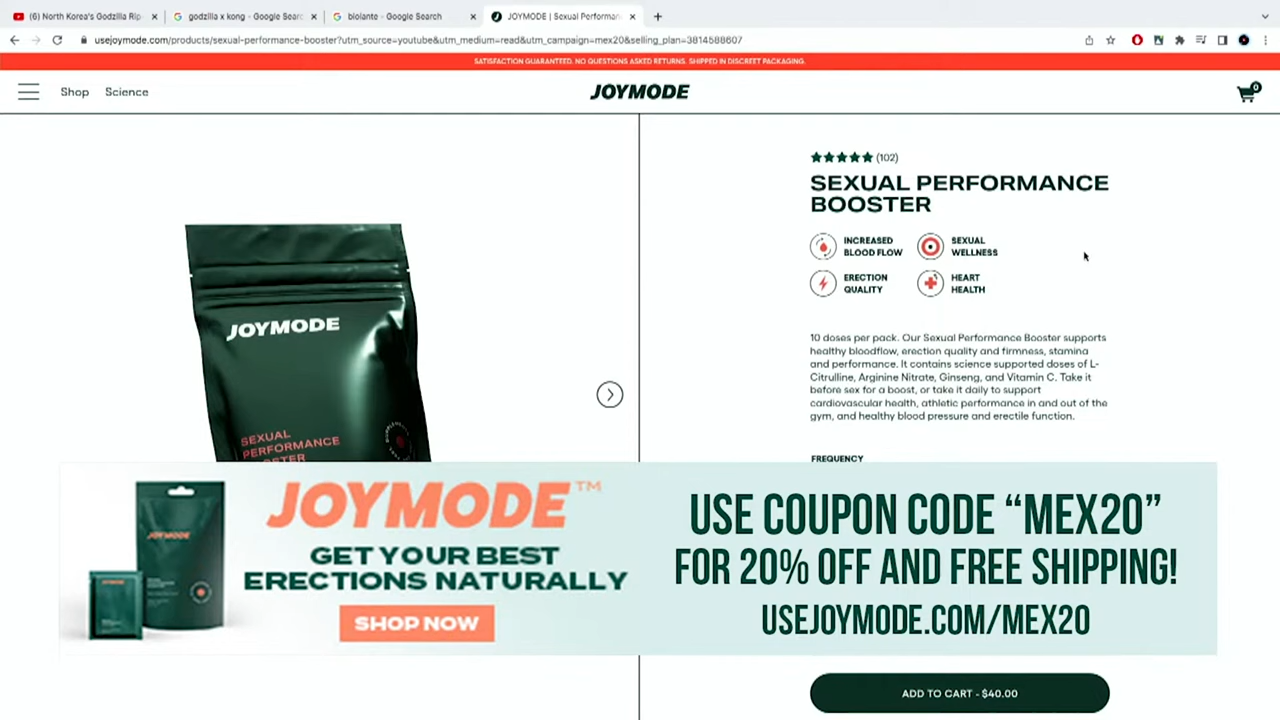 (6) North Korea's Godzilla Rip
godzilla x kong - Google Searc
biolante - Google Search
JOYMODE | Sexual Performan
usejoymode.com/products/sexual-performance-booster?utm_source=youtube&utm_medium=read&utm_campaign=mex20&selling_plan=3814588607
SATISFACTION GUARANTEED. NO QUESTIONS ASKED RETURNS. SHIPPED IN DISCREET PACKAGING.
Shop
Science
JOYMODE
0
(102)
SEXUAL PERFORMANCE
BOOSTER
INCREASED
BLOOD FLOW
SEXUAL
WELLNESS
ERECTION
QUALITY
HEART
HEALTH
10 doses per pack. Our Sexual Performance Booster supports
healthy bloodflow, erection quality and firmness, stamina
and performance. It contains science supported doses of L-
Citrulline, Arginine Nitrate, Ginseng, and Vitamin C. Take it
before sex for a boost, or take it daily to support
cardiovascular health, athletic performance in and out of the
gym, and healthy blood pressure and erectile function.
FREQUENCY
JOYMODE
SEXUAL
PERFORMANCE
BOOSTER
JOYMODE
JOYMODE™
GET YOUR BEST
ERECTIONS NATURALLY
SHOP NOW
USE COUPON CODE “MEX20”
FOR 20% OFF AND FREE SHIPPING!
USEJOYMODE.COM/MEX20
ADD TO CART - $40.00